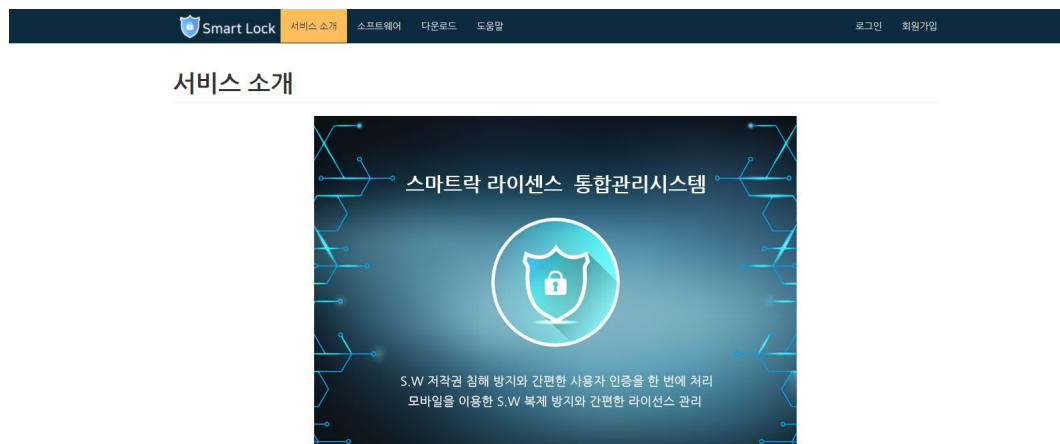 Smart Lock 서비스 소개 소프트웨어 다운로드 도움말 로그인 회원가입
서비스 소개
스마트락 라이센스 통합관리시스템
S.W 저작권 침해 방지와 간편한 사용자 인증을 한 번에 처리
모바일을 이용한 S.W 복제 방지와 간편한 라이선스 관리